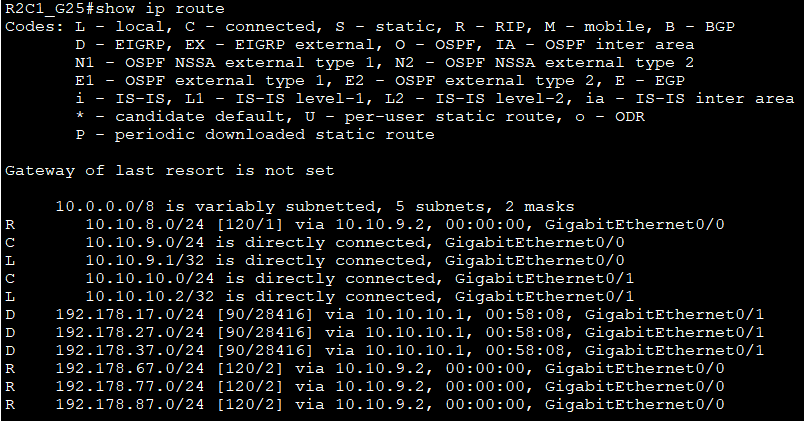 R2C1_G25#show ip route
Codes: L - local, C - connected, S - static, R - RIP, M - mobile, B - BGP
       D - EIGRP, EX - EIGRP external, O - OSPF, IA - OSPF inter area
       N1 - OSPF NSSA external type 1, N2 - OSPF NSSA external type 2
       E1 - OSPF external type 1, E2 - OSPF external type 2, E - EGP
       i - IS-IS, L1 - IS-IS level-1, L2 - IS-IS level-2, ia - IS-IS inter area
       * - candidate default, U - per-user static route, o - ODR
       P - periodic downloaded static route

Gateway of last resort is not set

     10.0.0.0/8 is variably subnetted, 5 subnets, 2 masks
R       10.10.8.0/24 [120/1] via 10.10.9.2, 00:00:00, GigabitEthernet0/0
C       10.10.9.0/24 is directly connected, GigabitEthernet0/0
L       10.10.9.1/32 is directly connected, GigabitEthernet0/0
C       10.10.10.0/24 is directly connected, GigabitEthernet0/1
L       10.10.10.2/32 is directly connected, GigabitEthernet0/1
D    192.178.17.0/24 [90/28416] via 10.10.10.1, 00:58:08, GigabitEthernet0/1
D    192.178.27.0/24 [90/28416] via 10.10.10.1, 00:58:08, GigabitEthernet0/1
D    192.178.37.0/24 [90/28416] via 10.10.10.1, 00:58:08, GigabitEthernet0/1
R    192.178.67.0/24 [120/2] via 10.10.9.2, 00:00:00, GigabitEthernet0/0
R    192.178.77.0/24 [120/2] via 10.10.9.2, 00:00:00, GigabitEthernet0/0
R    192.178.87.0/24 [120/2] via 10.10.9.2, 00:00:00, GigabitEthernet0/0